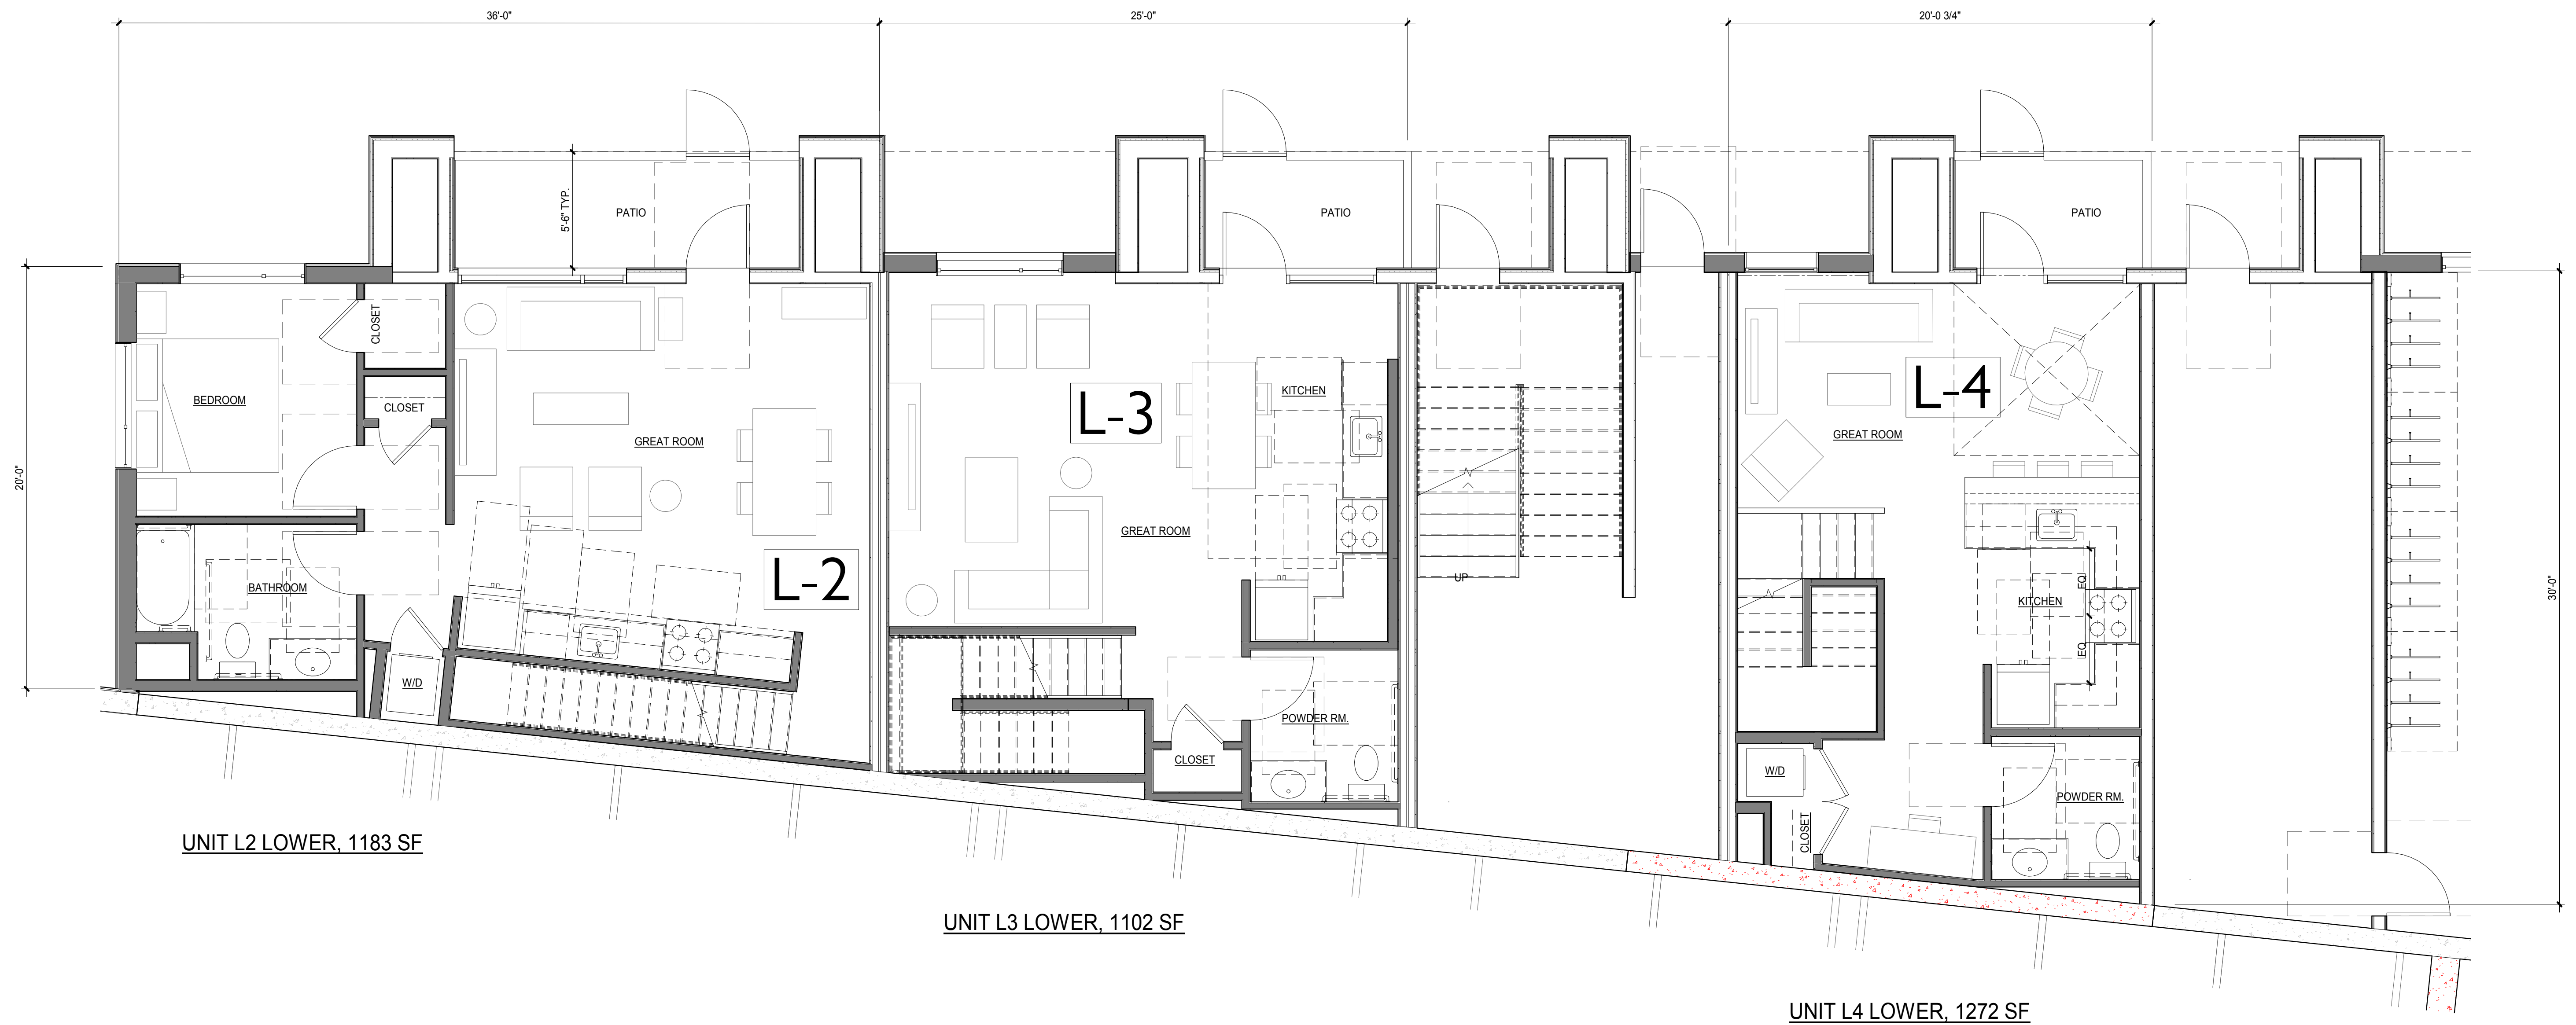 36'-0"
25'-0"
20'-0 3/4"
5'-6" TYP.
PATIO
PATIO
PATIO
20'-0"
30'-0"
CLOSET
BEDROOM
CLOSET
GREAT ROOM
L-2
BATHROOM
W/D
L-3
KITCHEN
GREAT ROOM
UP
POWDER RM.
CLOSET
L-4
GREAT ROOM
EQ
KITCHEN
EQ
W/D
CLOSET
POWDER RM.
UNIT L2 LOWER, 1183 SF
UNIT L3 LOWER, 1102 SF
UNIT L4 LOWER, 1272 SF